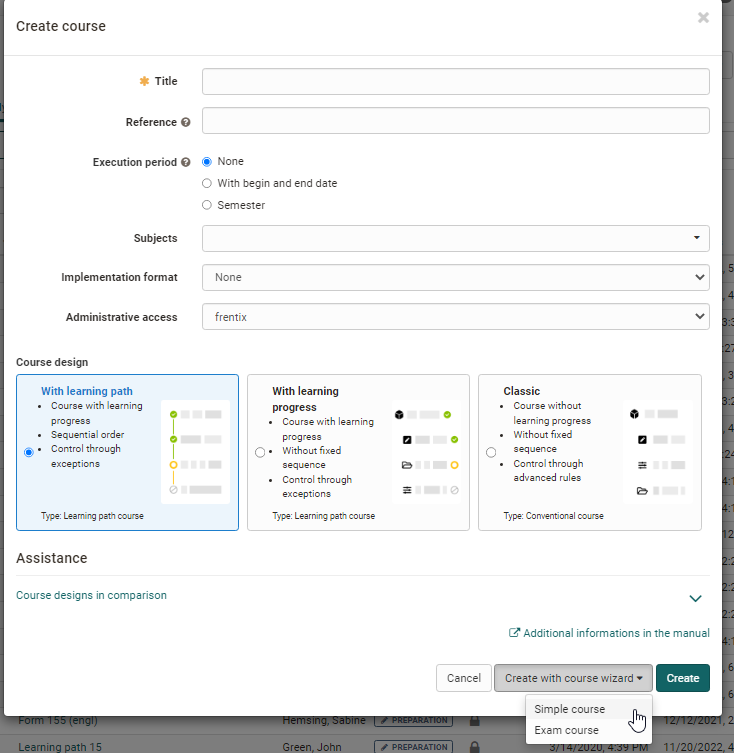 Create course
×
* Title
Reference
Execution period
None
With begin and end date
Semester
Subjects
Implementation format
None
Administrative access
frentix
Course design
With learning path
• Course with learning
progress
• Sequential order
• Control through
exceptions
Type: Learning path course
With learning
progress
• Course with learning
progress
• Without fixed
sequence
• Control through
exceptions
Type: Learning path course
Classic
• Course without
learning progress
• Without fixed
sequence
• Control through
advanced rules
Type: Conventional course
Assistance
Course designs in comparison
Additional informations in the manual
Cancel
Create with course wizard
Create
Simple course
Exam course
Form 155 (engl)
Hemsing, Sabine
PREPARATION
12/12/2021, 2
Learning path 15
Green, John
PREPARATION
3/14/2020, 4:39 PM
11/20/2022, 4